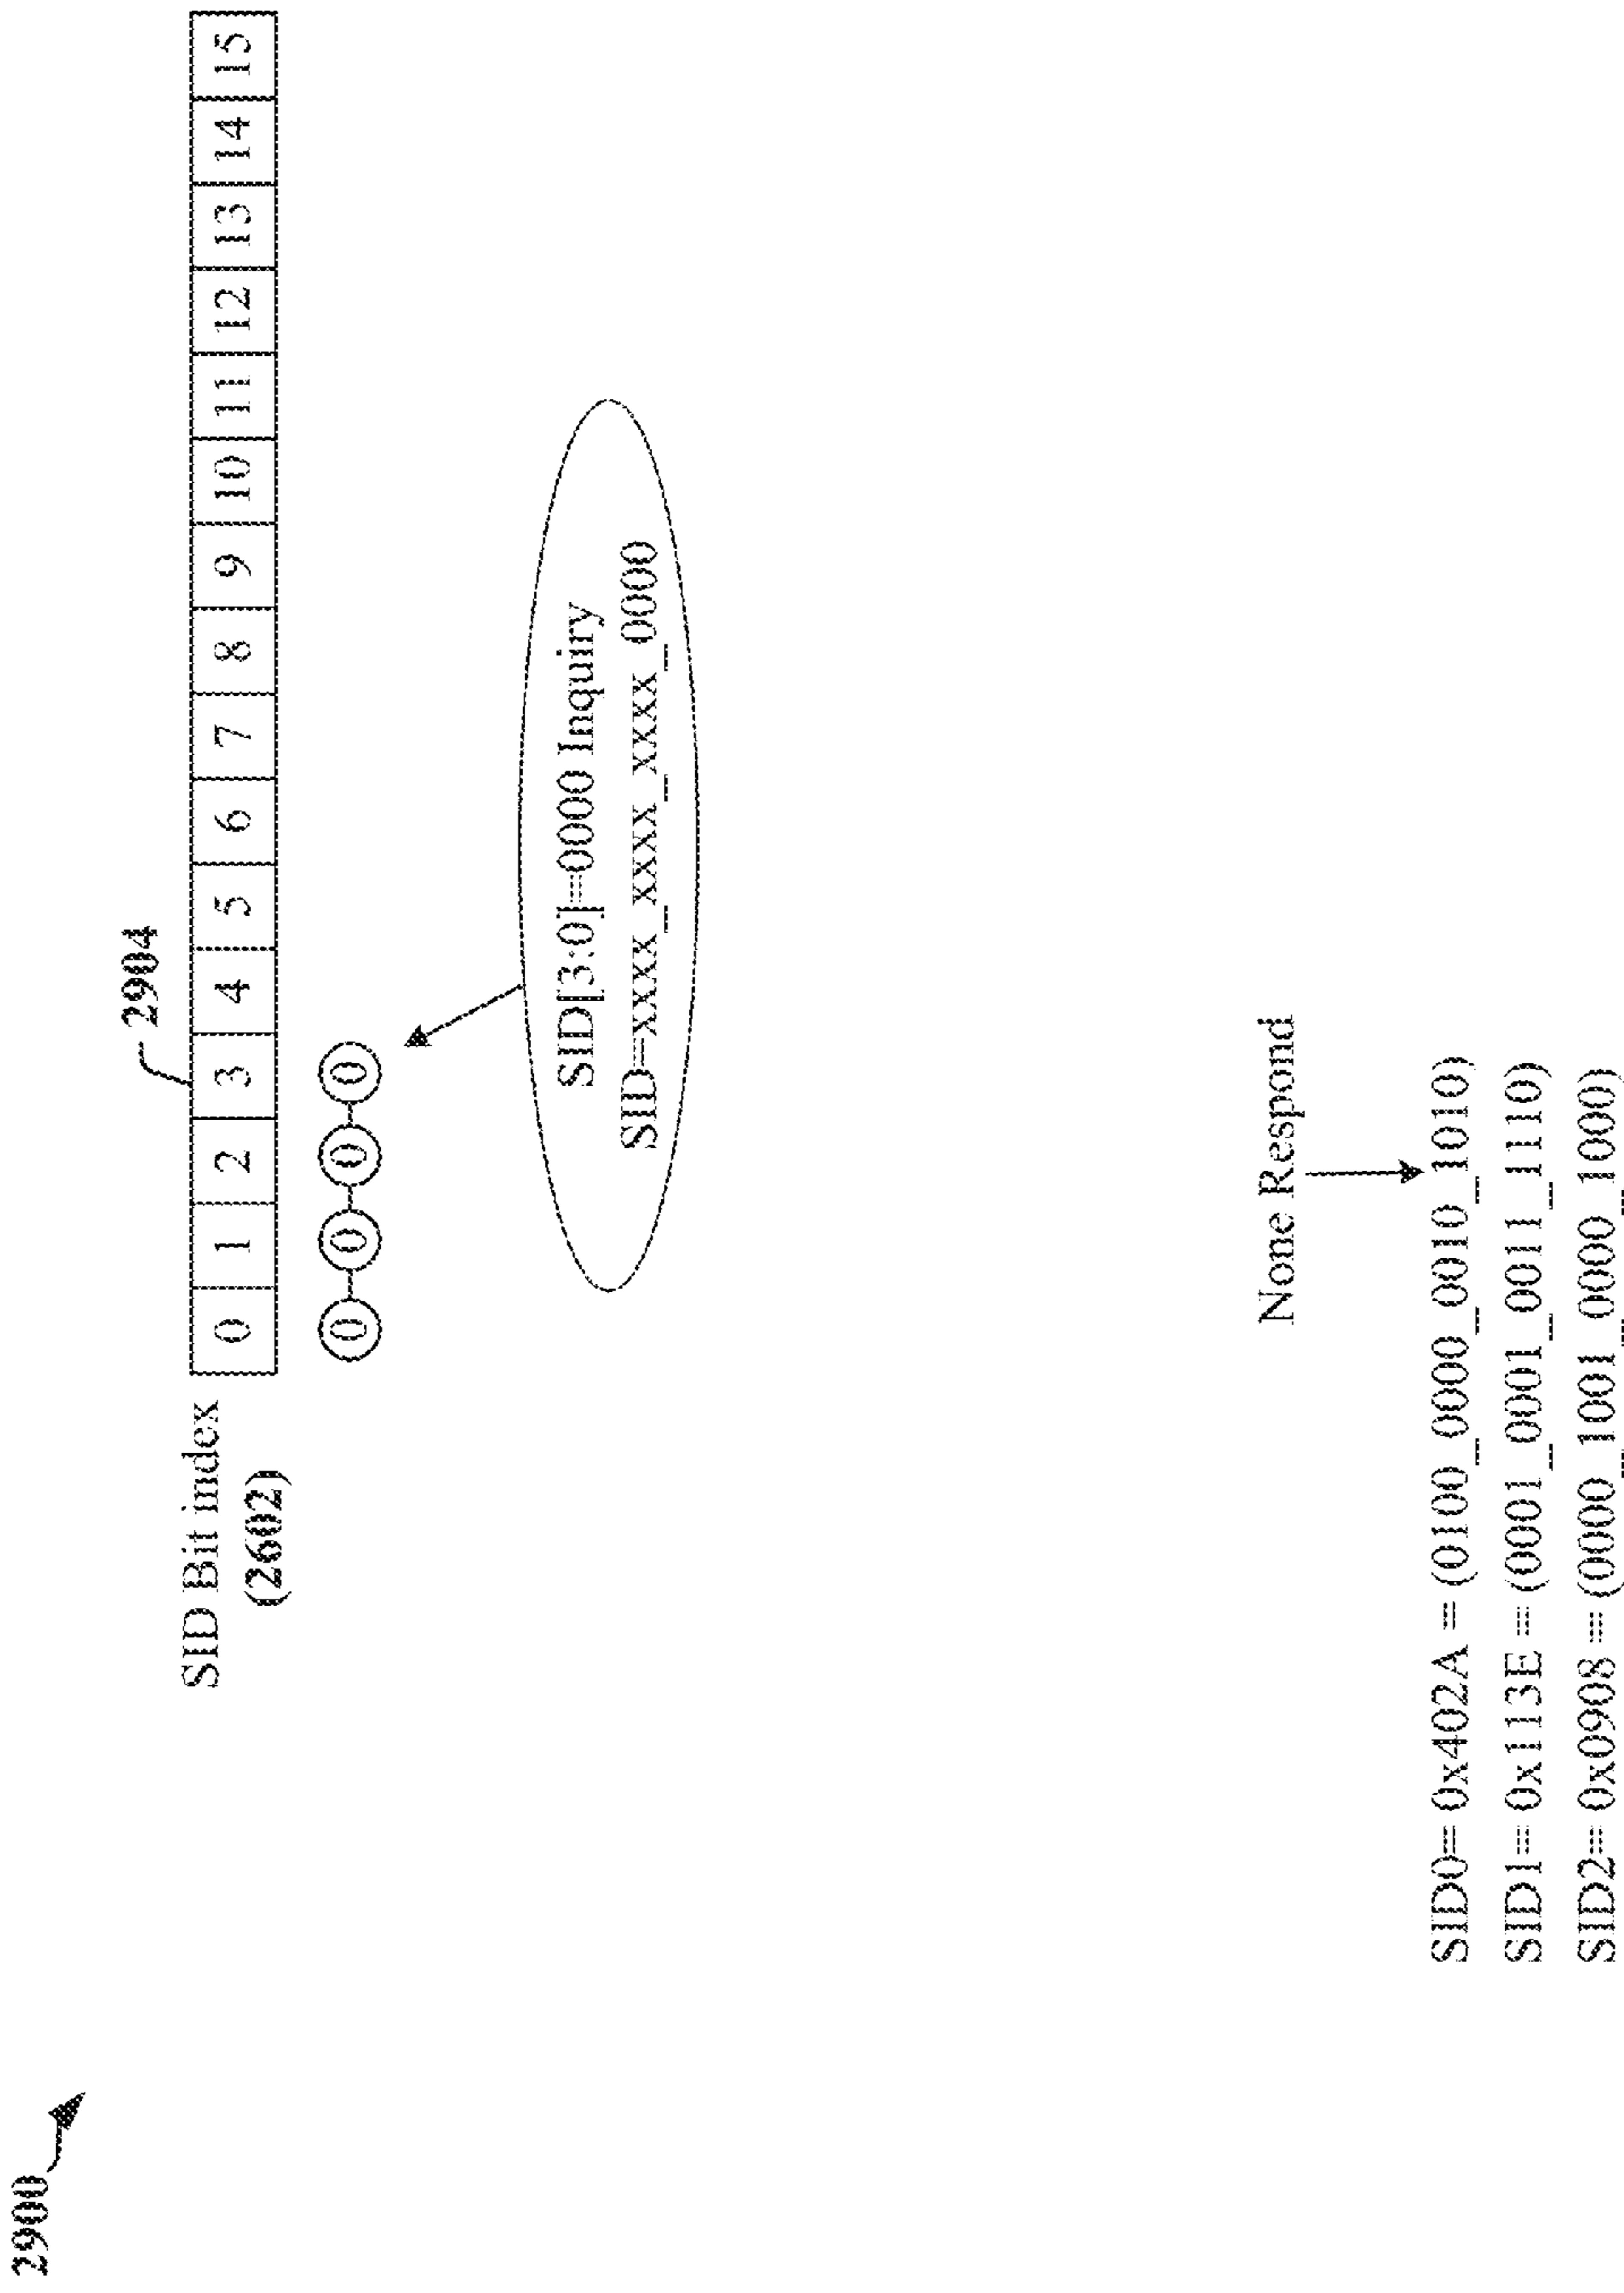 2900
2904
SID Bit index 0 1 2 3 4 5 6 7 8 9 10 11 12 13 14 15
(2602)
0 0 0 0
SID[3:0]=0000 Inquiry
SID=xxxx_xxxx_xxxx_0000
None Respond
SID0= 0x402A = (0100_0000_0010_1010)
SID1= 0x113E = (0001_0001_0011_1110)
SID2= 0x0908 = (0000_1001_0000_1000)